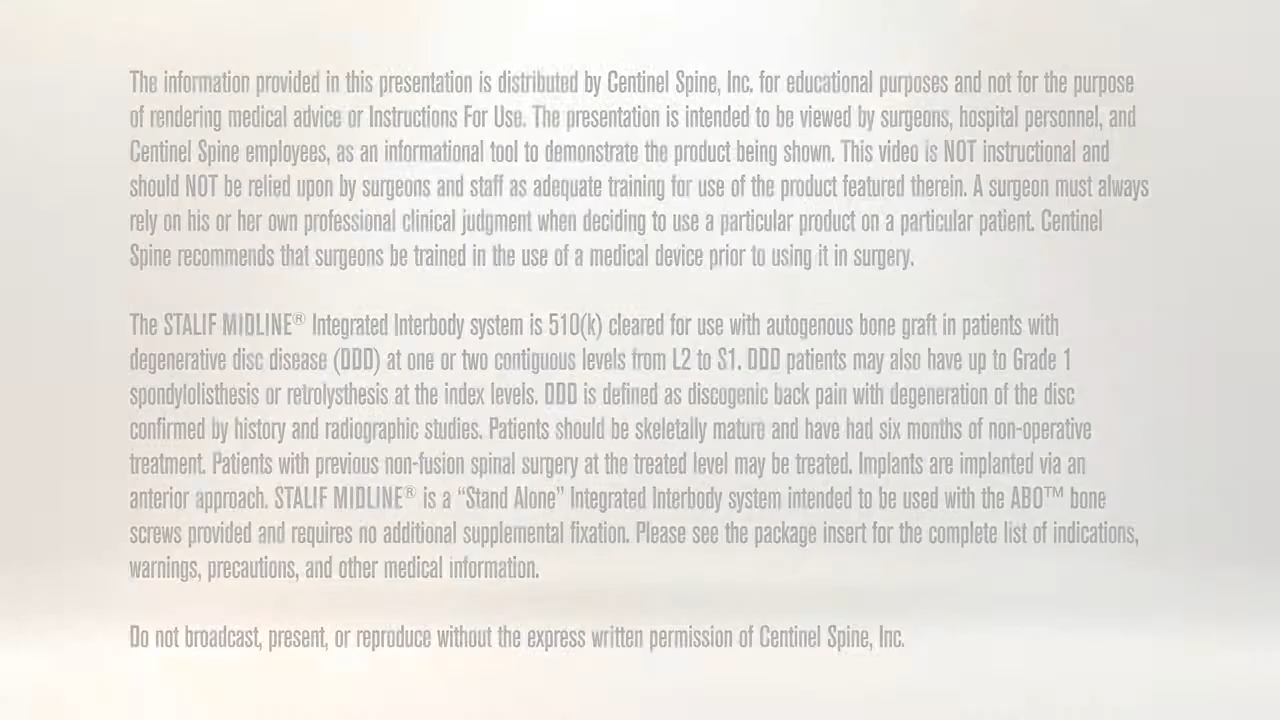 The information provided in this presentation is distributed by Centinel Spine, Inc. for educational purposes and not for the purpose
of rendering medical advice or Instructions For Use. The presentation is intended to be viewed by surgeons, hospital personnel, and
Centinel Spine employees, as an informational tool to demonstrate the product being shown. This video is NOT instructional and
should NOT be relied upon by surgeons and staff as adequate training for use of the product featured therein. A surgeon must always
rely on his or her own professional clinical judgment when deciding to use a particular product on a particular patient. Centinel
Spine recommends that surgeons be trained in the use of a medical device prior to using it in surgery.
The STALIF MIDLINE® Integrated Interbody system is 510(k) cleared for use with autogenous bone graft in patients with
degenerative disc disease (DDD) at one or two contiguous levels from L2 to S1. DDD patients may also have up to Grade 1
spondylolisthesis or retrolysthesis at the index levels. DDD is defined as discogenic back pain with degeneration of the disc
confirmed by history and radiographic studies. Patients should be skeletally mature and have had six months of non-operative
treatment. Patients with previous non-fusion spinal surgery at the treated level may be treated. Implants are implanted via an
anterior approach. STALIF MIDLINE® is a “Stand Alone” Integrated Interbody system intended to be used with the ABO™ bone
screws provided and requires no additional supplemental fixation. Please see the package insert for the complete list of indications,
warnings, precautions, and other medical information.
Do not broadcast, present, or reproduce without the express written permission of Centinel Spine, Inc.